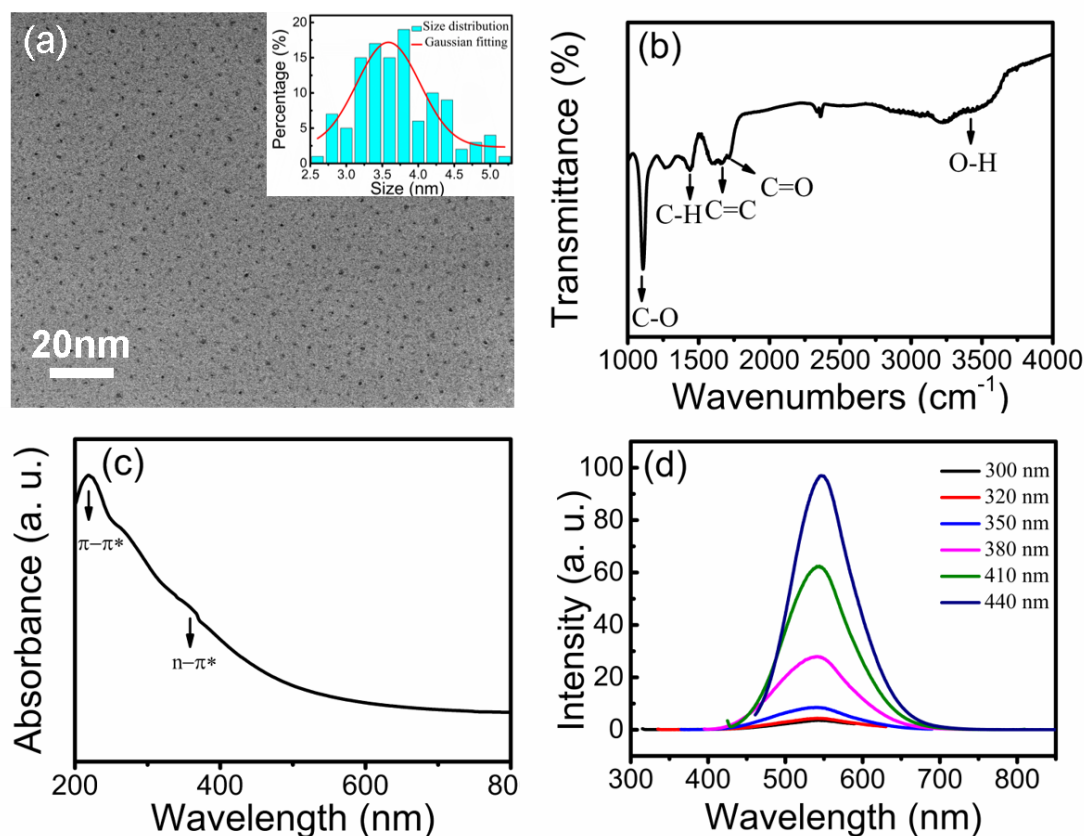 (a)
Size distribution
Gaussian fitting
Percentage (%)
20
15
10
5
0
2.5 3.0 3.5 4.0 4.5 5.0
Size (nm)
20nm
(b)
Transmittance (%)
C-O
C-H
C=C
C=O
O-H
1000 1500 2000 2500 3000 3500 4000
Wavenumbers (cm⁻¹)
(c)
Absorbance (a. u.)
π−π*
n−π*
200 400 600 80
Wavelength (nm)
(d)
Intensity (a. u.)
100
80
60
40
20
0
300 nm
320 nm
350 nm
380 nm
410 nm
440 nm
300 400 500 600 700 800
Wavelength (nm)